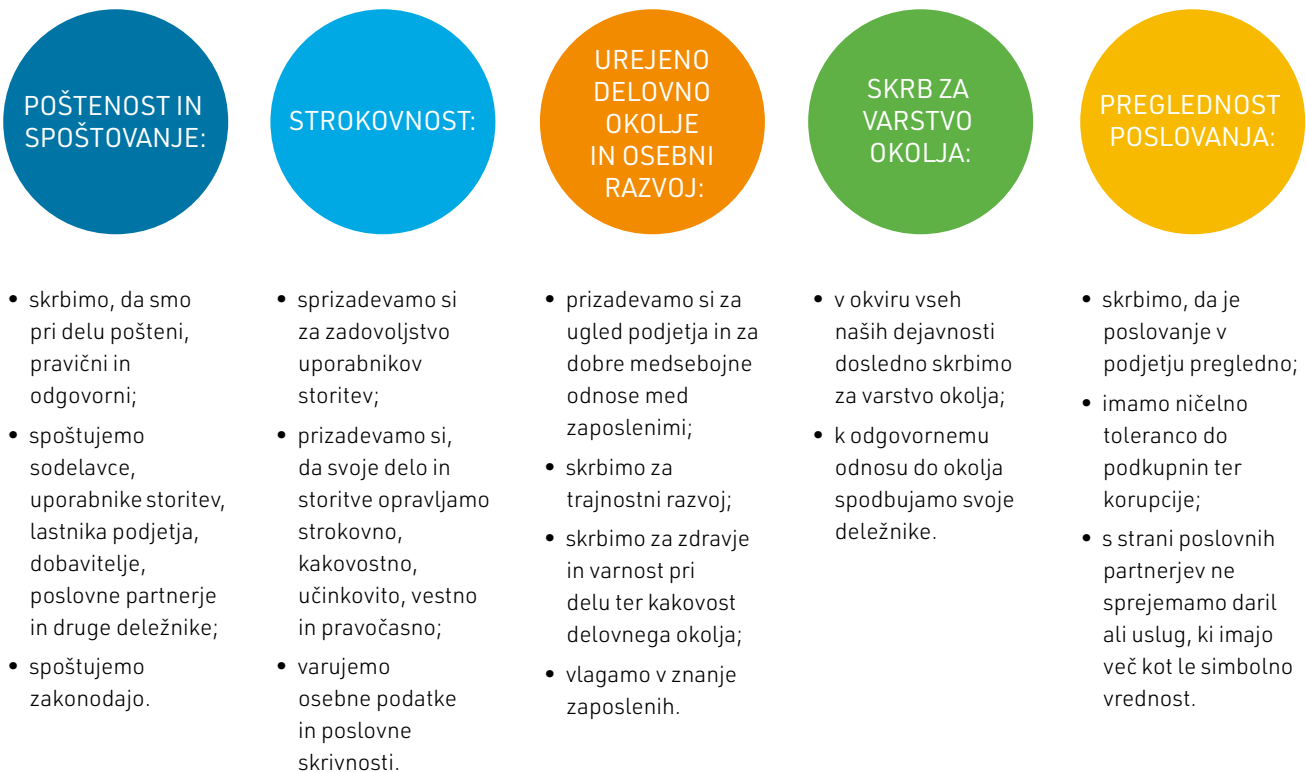 POŠTENOST IN
SPOŠTOVANJE:
• skrbimo, da smo
pri delu pošteni,
pravični in
odgovorni;
• spoštujemo
sodelavce,
uporabnike storitev,
lastnika podjetja,
dobavitelje,
poslovne partnerje
in druge deležnike;
• spoštujemo
zakonodajo.
STROKOVNOST:
• sprizadevamo si
za zadovoljstvo
uporabnikov
storitev;
• prizadevamo si,
da svoje delo in
storitve opravljamo
strokovno,
kakovostno,
učinkovito, vestno
in pravočasno;
• varujemo
osebne podatke
in poslovne
skrivnosti.
UREJENO
DELOVNO
OKOLJE
IN OSEBNI
RAZVOJ:
• prizadevamo si za
ugled podjetja in za
dobre medsebojne
odnose med
zaposlenimi;
• skrbimo za
trajnostni razvoj;
• skrbimo za zdravje
in varnost pri
delu ter kakovost
delovnega okolja;
• vlagamo v znanje
zaposlenih.
SKRB ZA
VARSTVO
OKOLJA:
• v okviru vseh
naših dejavnosti
dosledno skrbimo
za varstvo okolja;
• k odgovornemu
odnosu do okolja
spodbujamo svoje
deležnike.
PREGLEDNOST
POSLOVANJA:
• skrbimo, da je
poslovanje v
podjetju pregledno;
• imamo ničelno
toleranco do
podkupnin ter
korupcije;
• s strani poslovnih
partnerjev ne
sprejemamo daril
ali uslug, ki imajo
več kot le simbolno
vrednost.